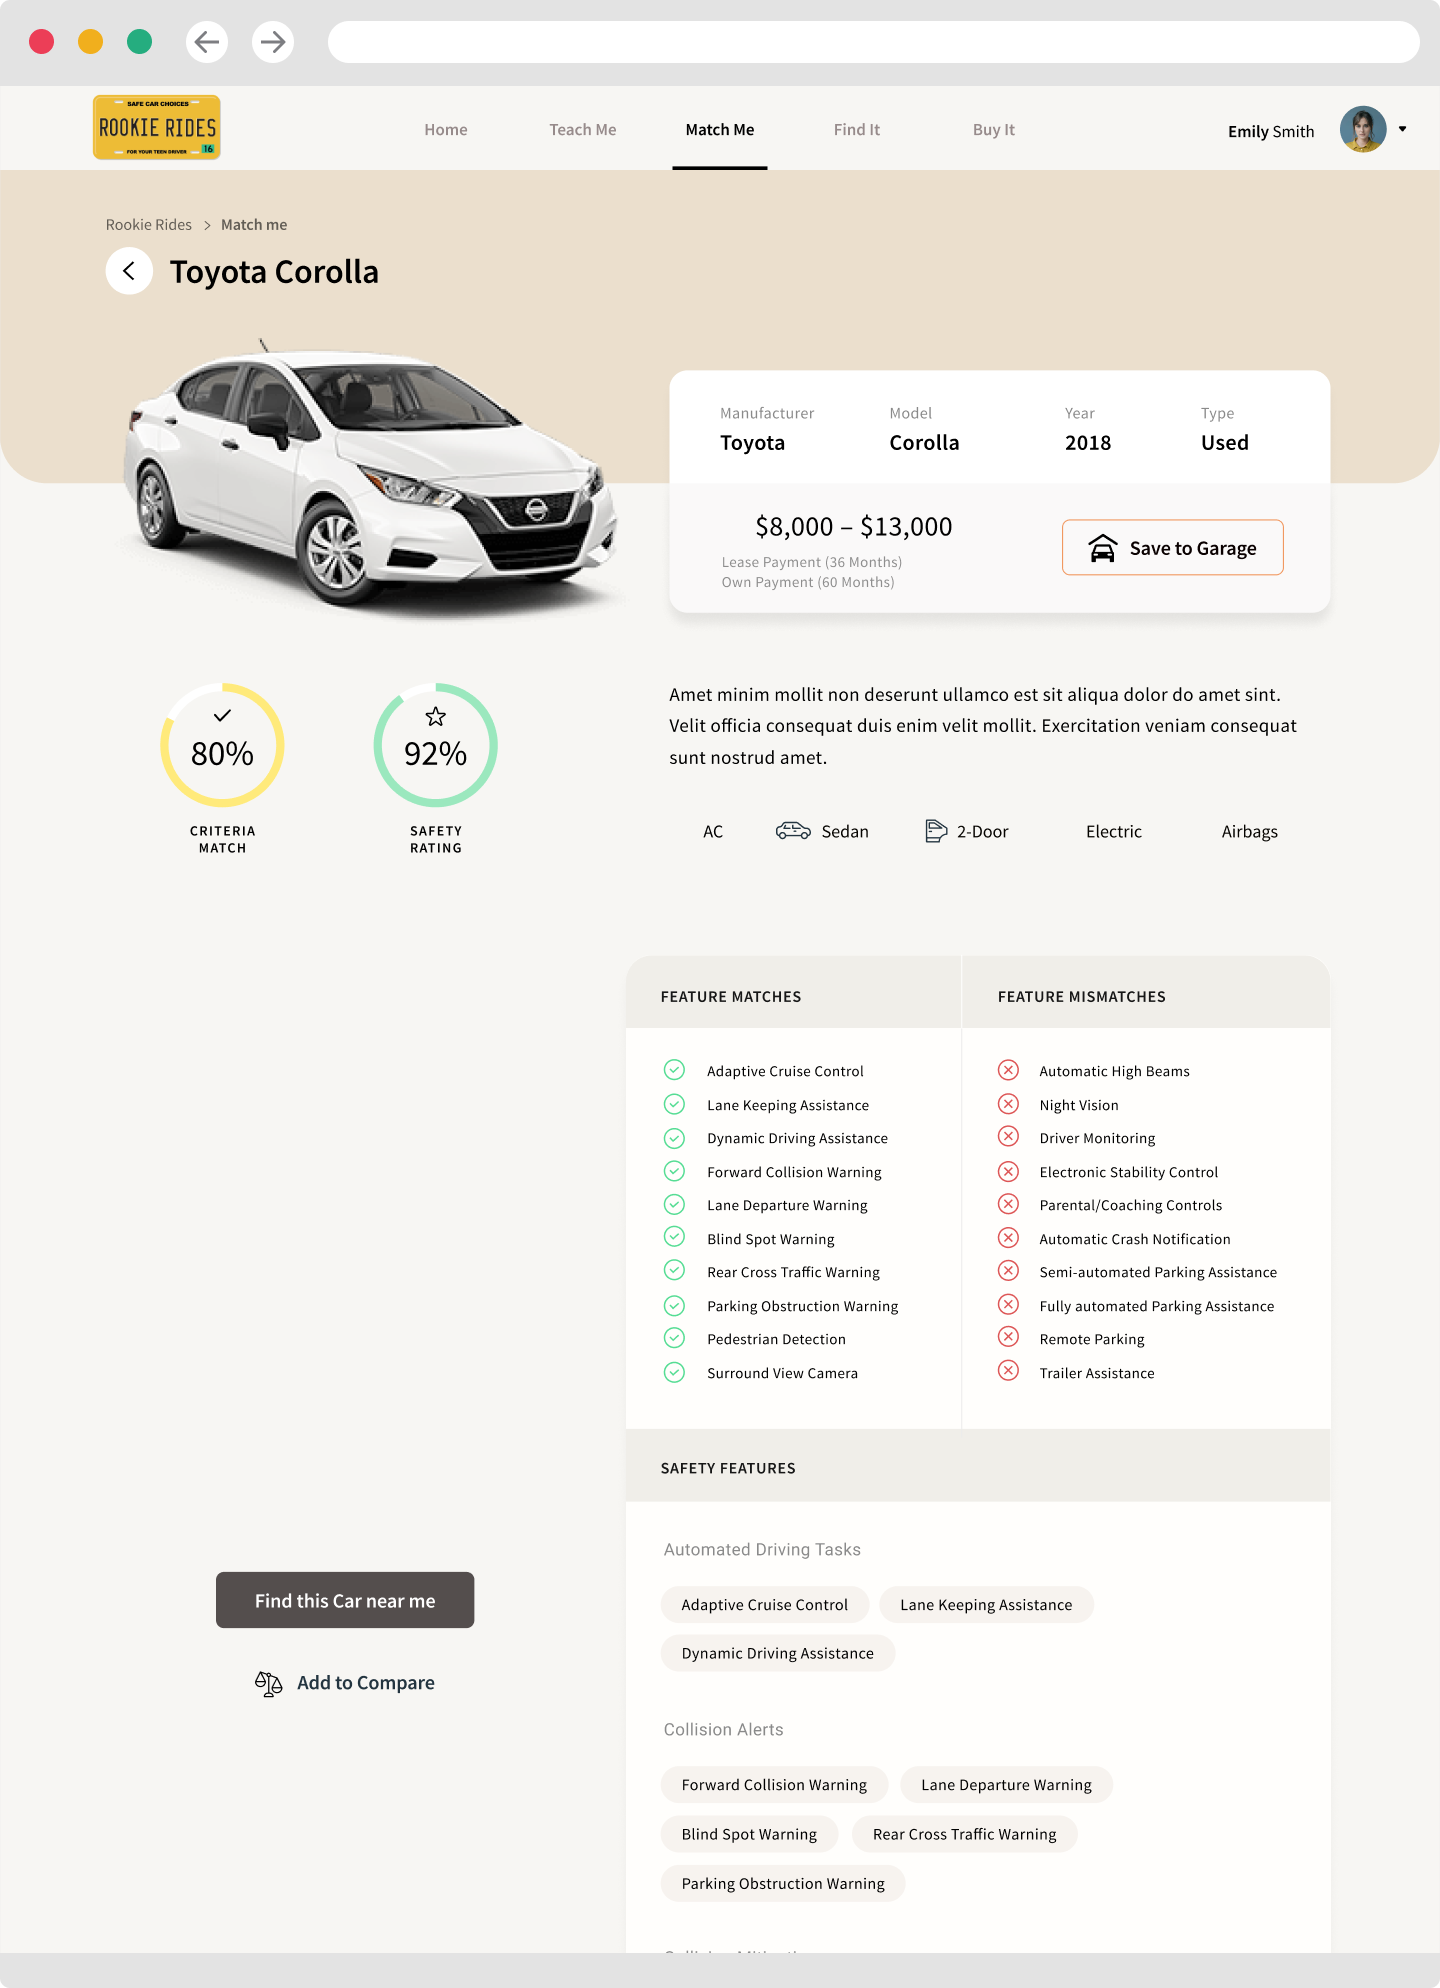 SAFE CAR CHOICES
ROOKIE RIDES
FOR YOUR TEEN DRIVER
16
Home
Teach Me
Match Me
Find It
Buy It
Emily Smith
Rookie Rides > Match me
Toyota Corolla
Manufacturer
Model
Year
Type
Toyota
Corolla
2018
Used
$8,000 – $13,000
Lease Payment (36 Months)
Own Payment (60 Months)
Save to Garage
80%
CRITERIA
MATCH
92%
SAFETY
RATING
Amet minim mollit non deserunt ullamco est sit aliqua dolor do amet sint.
Velit officia consequat duis enim velit mollit. Exercitation veniam consequat
sunt nostrud amet.
AC
Sedan
2-Door
Electric
Airbags
FEATURE MATCHES
Adaptive Cruise Control
Lane Keeping Assistance
Dynamic Driving Assistance
Forward Collision Warning
Lane Departure Warning
Blind Spot Warning
Rear Cross Traffic Warning
Parking Obstruction Warning
Pedestrian Detection
Surround View Camera
FEATURE MISMATCHES
Automatic High Beams
Night Vision
Driver Monitoring
Electronic Stability Control
Parental/Coaching Controls
Automatic Crash Notification
Semi-automated Parking Assistance
Fully automated Parking Assistance
Remote Parking
Trailer Assistance
SAFETY FEATURES
Automated Driving Tasks
Adaptive Cruise Control
Lane Keeping Assistance
Dynamic Driving Assistance
Collision Alerts
Forward Collision Warning
Lane Departure Warning
Blind Spot Warning
Rear Cross Traffic Warning
Parking Obstruction Warning
Find this Car near me
Add to Compare